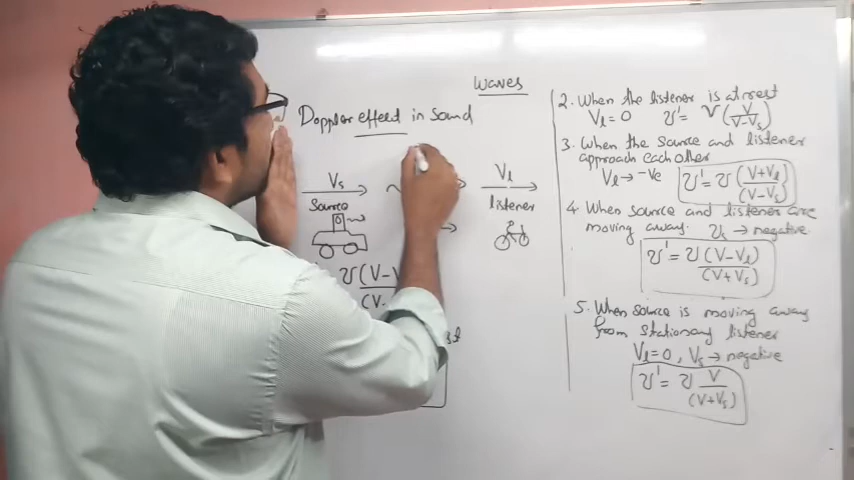 Waves
Doppler effect in sound
Vs
Vl
Source
listener
υ(V-V
(V-
st
2. When the listener is at rest
Vl=0 υ'= υ(V/V-Vs)
3. When the source and listener
approach each other
Vl→-ve υ'= υ(V+Vl)/(V-Vs)
4 When source and listener are
moving away. υs → negative.
υ'= υ(V-Vl)/(V+Vs)
5. When source is moving away
from stationary listener
Vl=0, Vs→negative
υ'= υ V/(V+Vs)